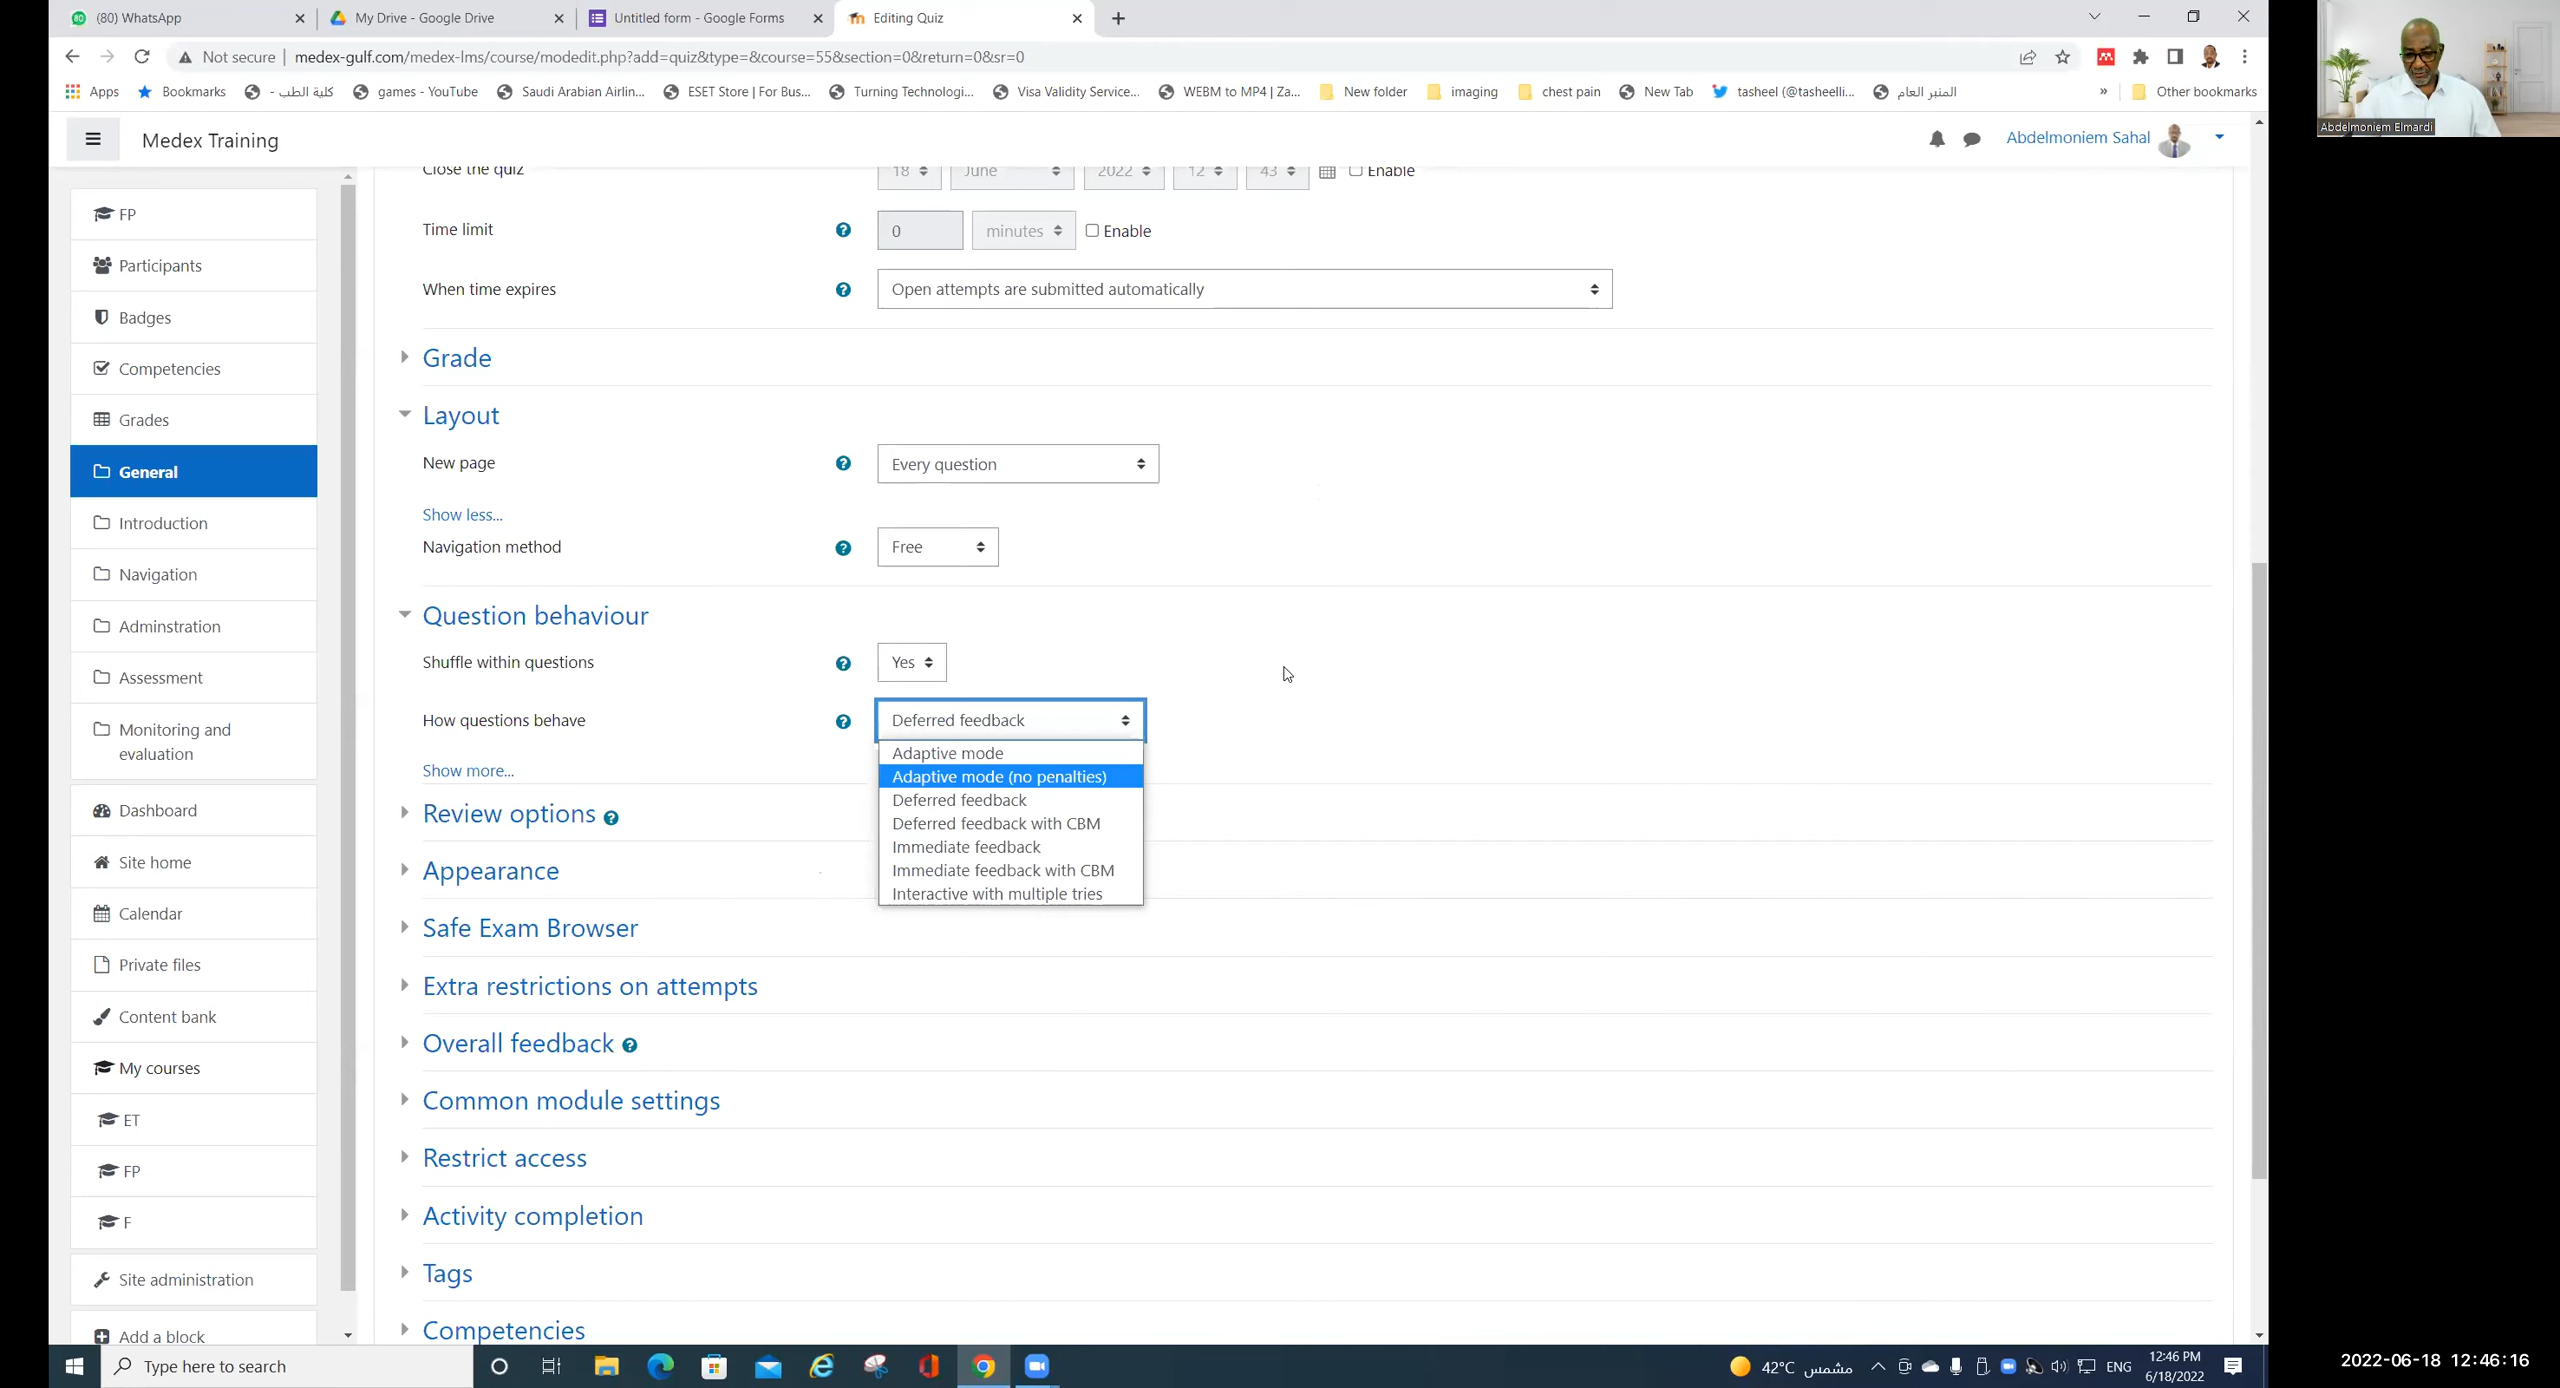 (80) WhatsApp
My Drive - Google Drive
Untitled form - Google Forms
Editing Quiz
Not secure | medex-gulf.com/medex-lms/course/modedit.php?add=quiz&type=&course=55&section=0&return=0&sr=0
Apps
Bookmarks
كلية الطب -
games - YouTube
Saudi Arabian Airlin...
ESET Store | For Bus...
Turning Technologi...
Visa Validity Service...
WEBM to MP4 | Za...
New folder
imaging
chest pain
New Tab
tasheel (@tasheelli...
المنبر العام
»
Other bookmarks
Abdelmoniem Elmardi
Medex Training
Abdelmoniem Sahal
FP
Participants
Badges
Competencies
Grades
General
Introduction
Navigation
Adminstration
Assessment
Monitoring and
evaluation
Dashboard
Site home
Calendar
Private files
Content bank
My courses
ET
FP
F
Site administration
Add a block
Close the quiz
18 June 2022 12 43 Enable
Time limit
0 minutes Enable
When time expires
Open attempts are submitted automatically
Grade
Layout
New page
Every question
Show less...
Navigation method
Free
Question behaviour
Shuffle within questions
Yes
How questions behave
Deferred feedback
Adaptive mode
Adaptive mode (no penalties)
Deferred feedback
Deferred feedback with CBM
Immediate feedback
Immediate feedback with CBM
Interactive with multiple tries
Show more...
Review options
Appearance
Safe Exam Browser
Extra restrictions on attempts
Overall feedback
Common module settings
Restrict access
Activity completion
Tags
Competencies
Type here to search
42°C مشمس
ENG
12:46 PM
6/18/2022
2022-06-18 12:46:16